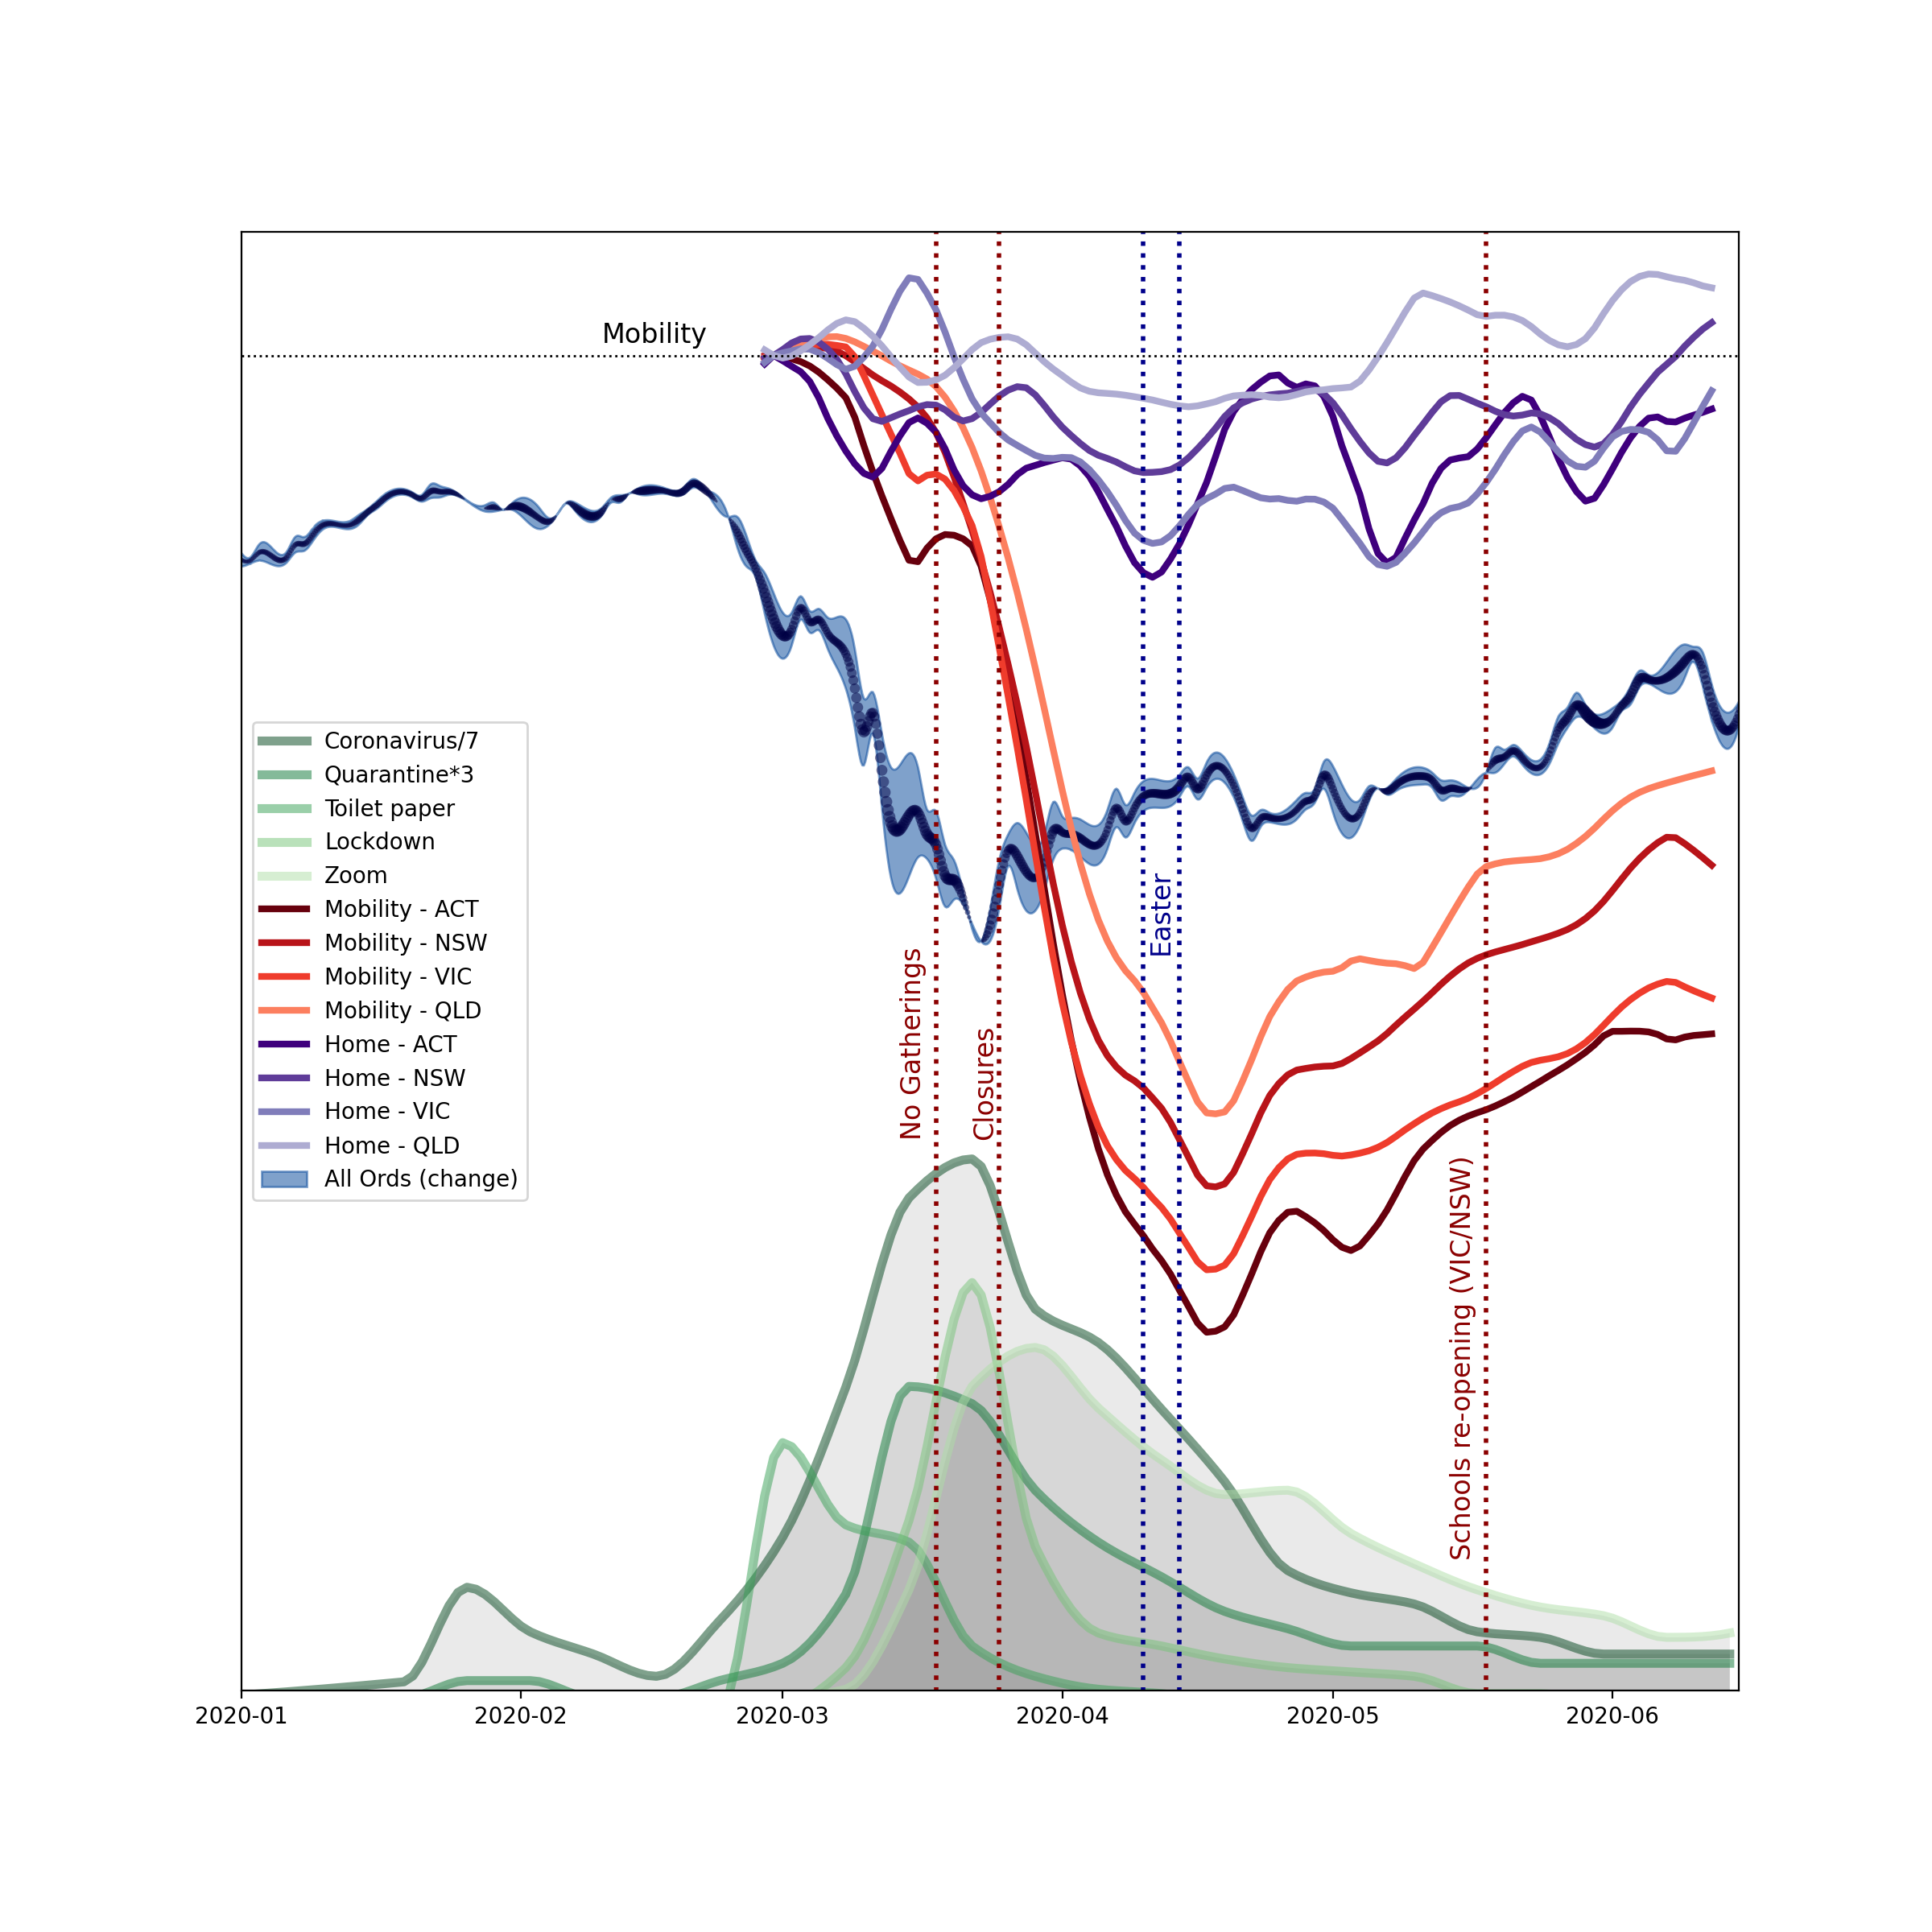 Mobility
Coronavirus/7
Quarantine*3
Toilet paper
Lockdown
Zoom
Mobility - ACT
Mobility - NSW
Mobility - VIC
Mobility - QLD
Home - ACT
Home - NSW
Home - VIC
Home - QLD
All Ords (change)
No Gatherings
Closures
Easter
Schools re-opening (VIC/NSW)
2020-01
2020-02
2020-03
2020-04
2020-05
2020-06